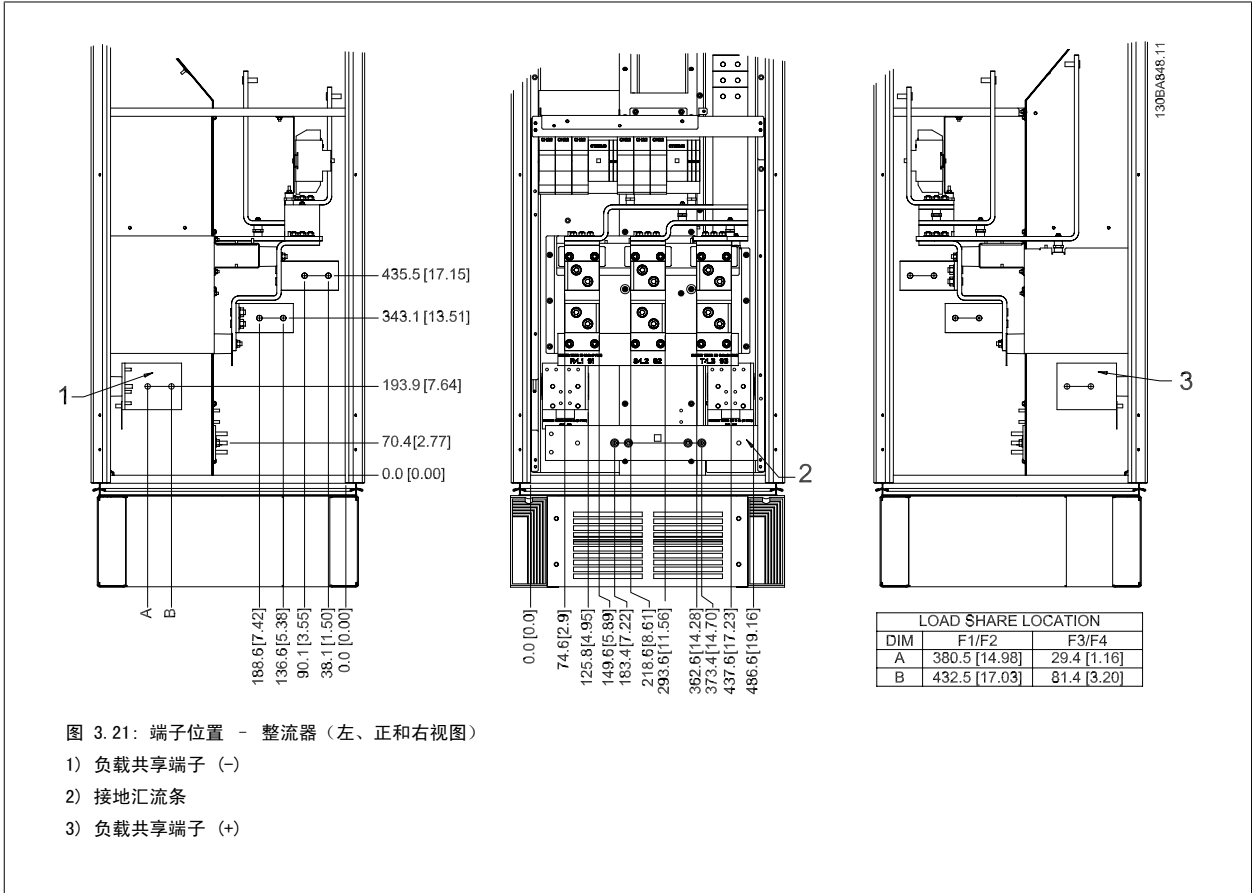 130BA848.11
435.5 [17.15]
343.1 [13.51]
193.9 [7.64]
70.4[2.77]
0.0 [0.00]
1
A
B
188.6[7.42]
136.6[5.38]
90.1[3.55]
38.1[1.50]
0.0 [0.00]
2
0.0 [0.0]
74.6[2.9]
125.8[4.95]
149.6[5.89]
183.4[7.22]
218.6[8.61]
293.6[11.56]
362.6[14.28]
373.4[14.70]
437.6[17.23]
486.6[19.16]
3
LOAD SHARE LOCATION
DIM F1/F2 F3/F4
A 380.5 [14.98] 29.4 [1.16]
B 432.5 [17.03] 81.4 [3.20]
图 3.21: 端子位置 - 整流器（左、正和右视图）
1) 负载共享端子 (-)
2) 接地汇流条
3) 负载共享端子 (+)